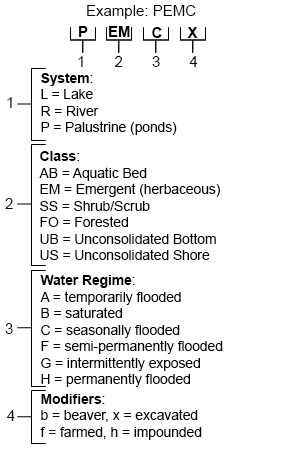 Example: PEMC
P EM C X
1 2 3 4
System:
L = Lake
R = River
1
P = Palustrine (ponds)
Class:
AB = Aquatic Bed
EM = Emergent (herbaceous)
2
SS = Shrub/Scrub
FO = Forested
UB = Unconsolidated Bottom
US = Unconsolidated Shore
Water Regime:
A = temporarily flooded
B = saturated
3
C = seasonally flooded
F = semi-permanently flooded
G = intermittently exposed
H = permanently flooded
Modifiers:
4
b = beaver, x = excavated
f = farmed, h = impounded